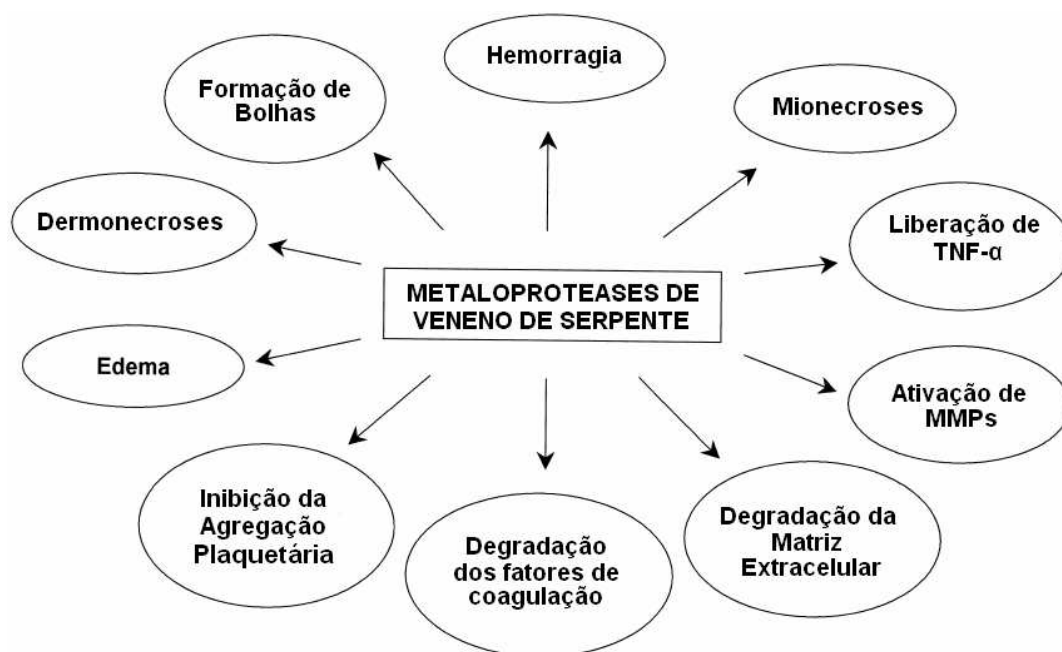 Hemorragia
Formação de
Bolhas
Mionecroses
Dermonecroses
Liberação de
TNF-α
METALOPROTEASES DE
VENENO DE SERPENTE
Edema
Ativação de
MMPs
Inibição da
Agregação
Plaquetária
Degradação
dos fatores de
coagulação
Degradação da
Matriz
Extracelular